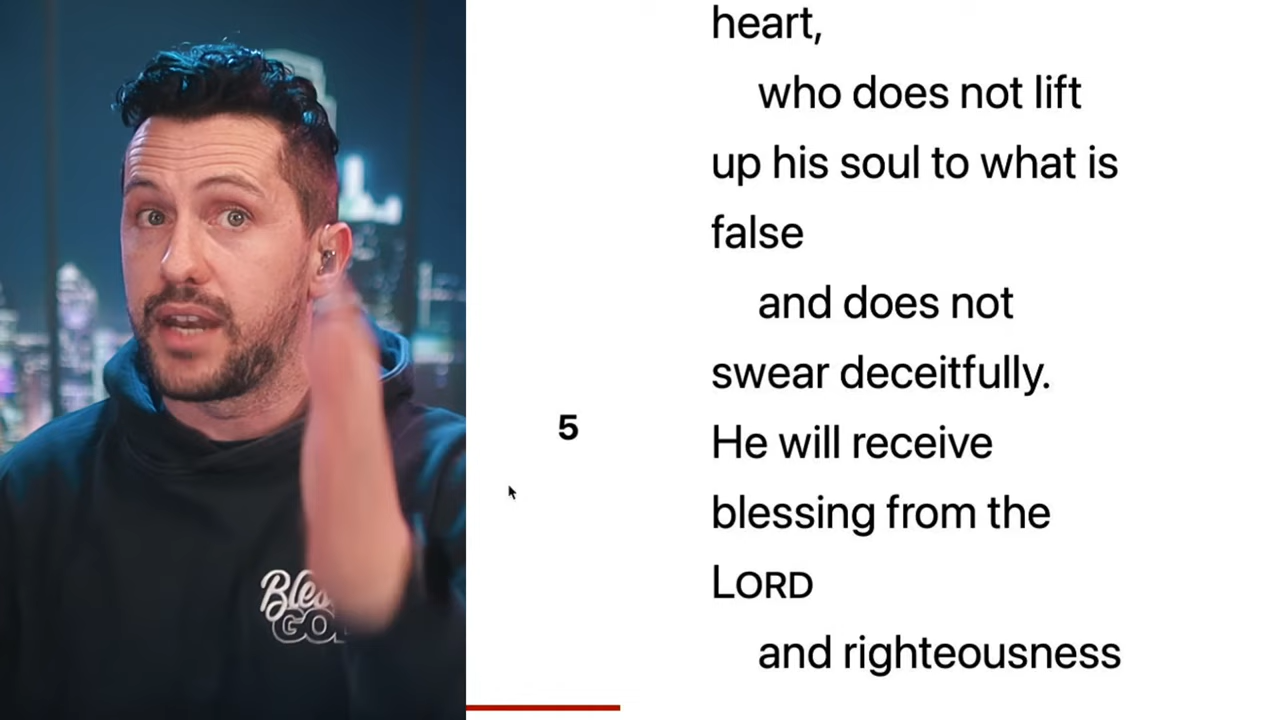 heart,
who does not lift
up his soul to what is
false
and does not
swear deceitfully.
5
He will receive
blessing from the
LORD
and righteousness